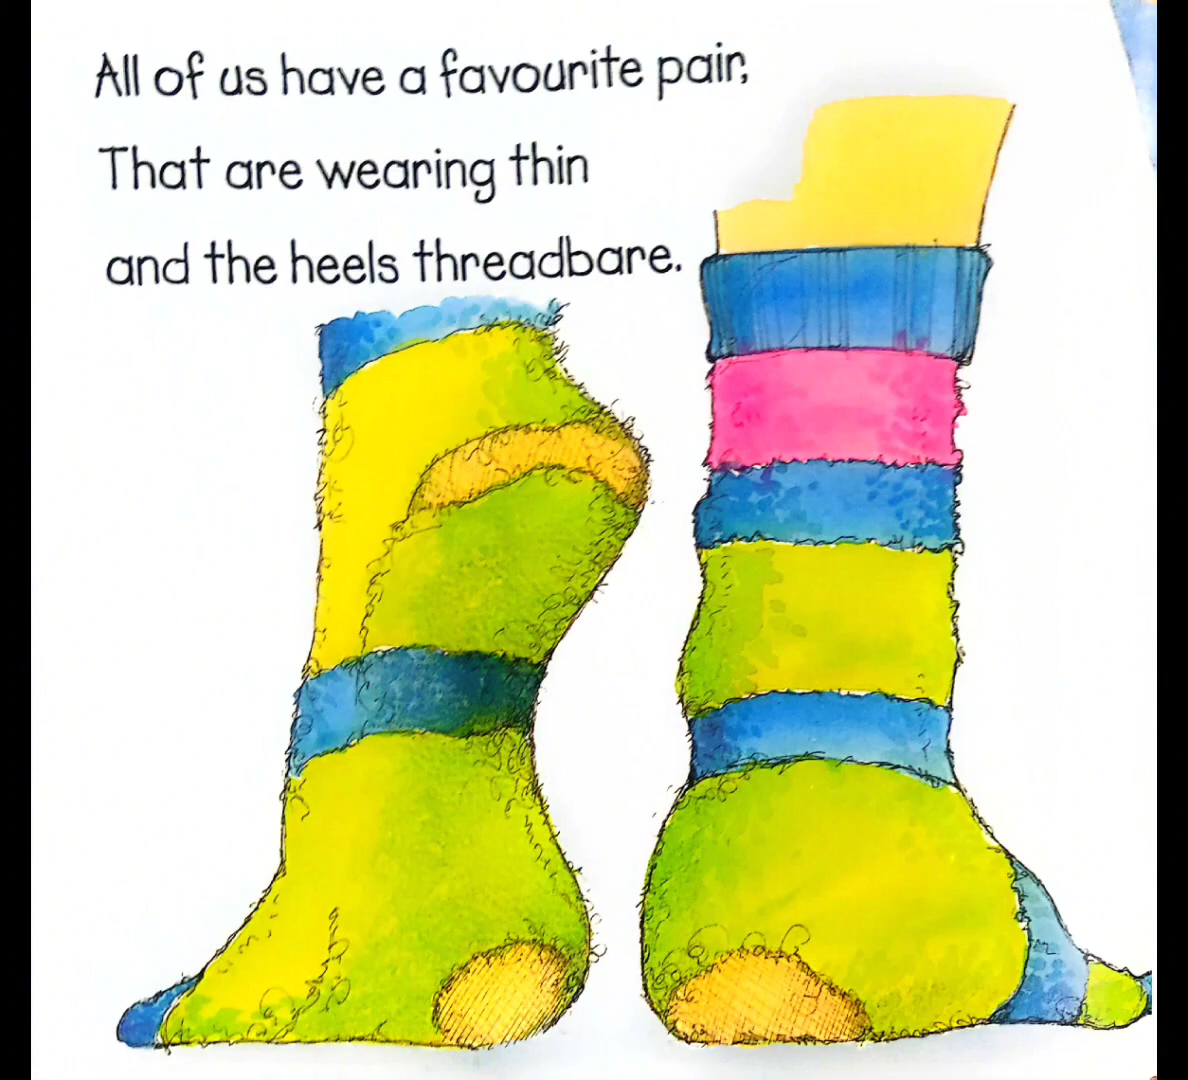 All of us have a favourite pair,
That are wearing thin
and the heels threadbare.